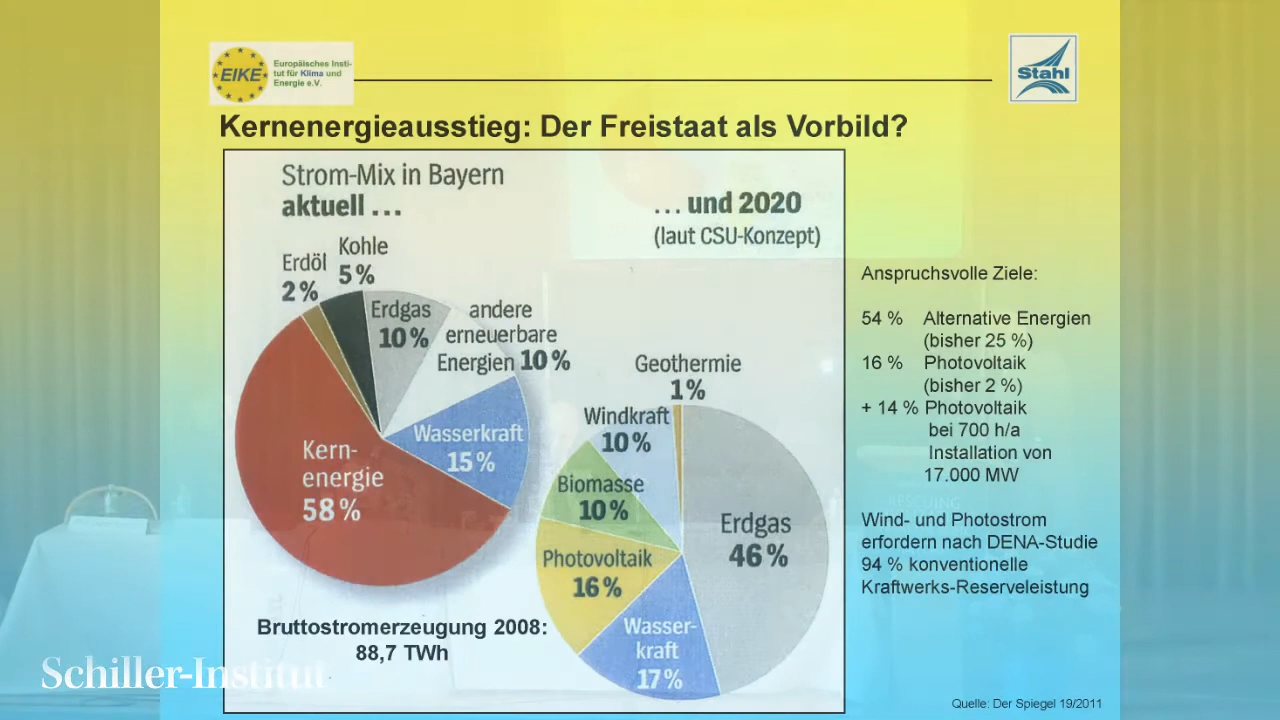 EIKE
Europäisches Insti-
tut für Klima und
Energie e.V.
Stahl
Kernenergieausstieg: Der Freistaat als Vorbild?
Strom-Mix in Bayern
aktuell ...
... und 2020
(laut CSU-Konzept)
Erdöl
2 %
Kohle
5 %
Erdgas
10 %
andere
erneuerbare
Energien 10 %
Wasserkraft
15 %
Kern-
energie
58 %
Geothermie
1 %
Windkraft
10 %
Biomasse
10 %
Photovoltaik
16 %
Wasser-
kraft
17 %
Erdgas
46 %
Bruttostromerzeugung 2008:
88,7 TWh
Anspruchsvolle Ziele:
54 % Alternative Energien
(bisher 25 %)
16 % Photovoltaik
(bisher 2 %)
+ 14 % Photovoltaik
bei 700 h/a
Installation von
17.000 MW
Wind- und Photostrom
erfordern nach DENA-Studie
94 % konventionelle
Kraftwerks-Reserveleistung
Quelle: Der Spiegel 19/2011
Schiller-Institut